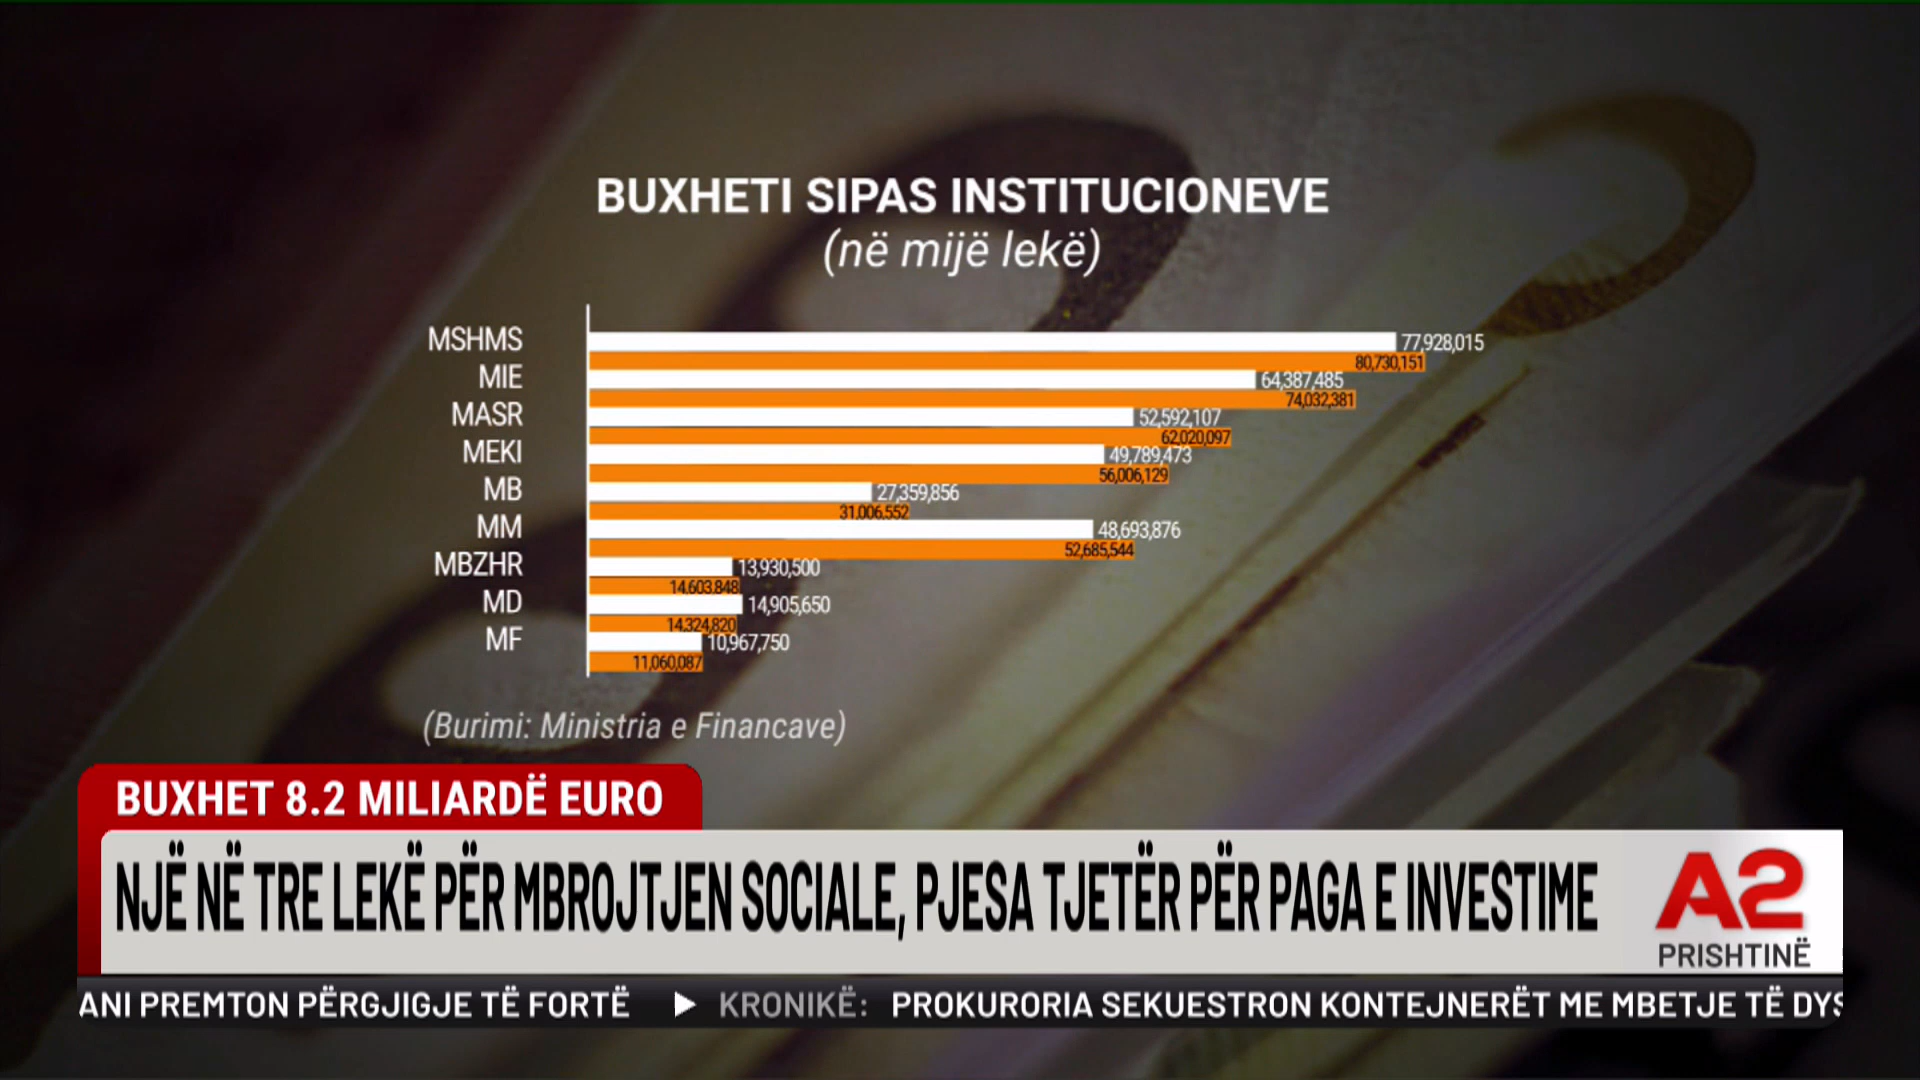 BUXHETI SIPAS INSTITUCIONEVE
(në mijë lekë)
MSHMS 77,928,015
80,730,151
MIE 64,387,485
74,032,381
MASR 52,592,107
62,020,097
MEKI 49,789,473
56,006,129
MB 27,359,856
31,006,552
MM 48,693,876
52,685,544
MBZHR 13,930,500
14,603,848
MD 14,905,650
14,324,820
MF 10,967,750
11,060,087
(Burimi: Ministria e Financave)
BUXHET 8.2 MILIARDË EURO
NJË NË TRE LEKË PËR MBROJTJEN SOCIALE, PJESA TJETËR PËR PAGA E INVESTIME
A2
PRISHTINË
ANI PREMTON PËRGJIGJE TË FORTË ▶ KRONIKË: PROKURORIA SEKUESTRON KONTEJNERËT ME MBETJE TË DYS